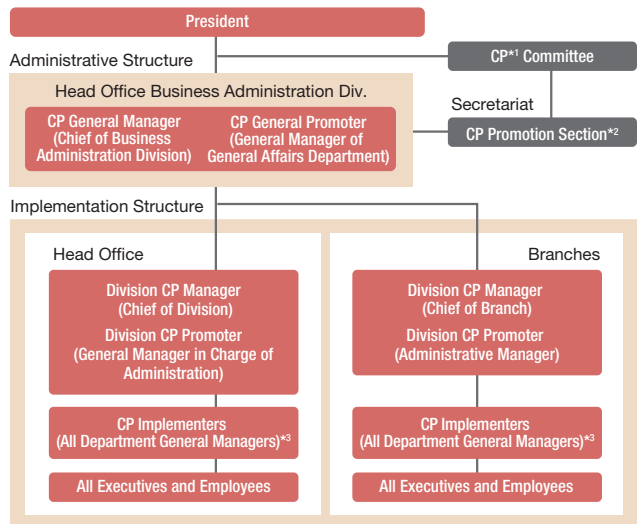 President
Administrative Structure
CP*1 Committee
Head Office Business Administration Div.
Secretariat
CP General Manager
(Chief of Business
Administration Division)
CP General Promoter
(General Manager of
General Affairs Department)
CP Promotion Section*2
Implementation Structure
Head Office
Division CP Manager
(Chief of Division)
Division CP Promoter
(General Manager in Charge of
Administration)
CP Implementers
(All Department General Managers)*3
All Executives and Employees
Branches
Division CP Manager
(Chief of Branch)
Division CP Promoter
(Administrative Manager)
CP Implementers
(All Department General Managers)*3
All Executives and Employees